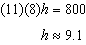 (11)(8)h = 800
h ≈ 9.1